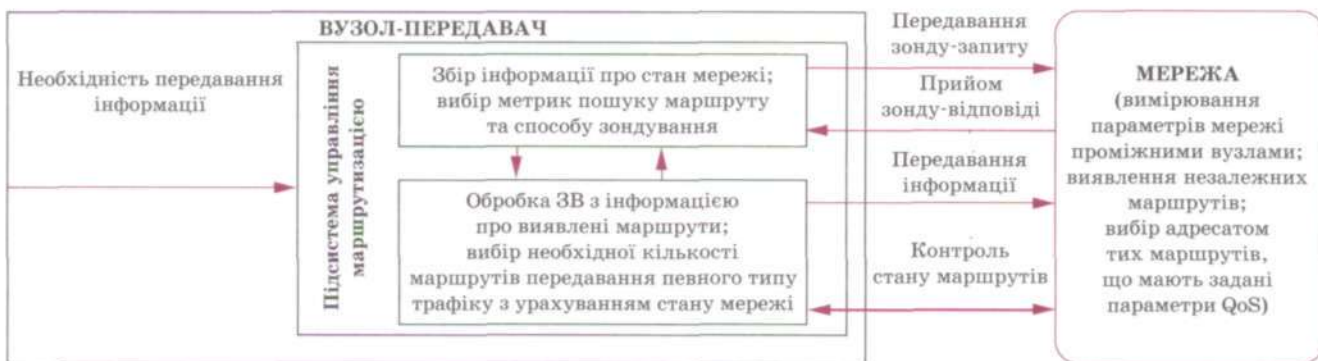 ВУЗОЛ-ПЕРЕДАВАЧ
Необхідність передавання
інформації
Підсистема управління
маршрутизацією
Збір інформації про стан мережі;
вибір метрик пошуку маршруту
та способу зондування
Обробка ЗВ з інформацією
про виявлені маршрути;
вибір необхідної кількості
маршрутів передавання певного типу
трафіку з урахуванням стану мережі
Передавання
зонду-запиту
Прийом
зонду-відповіді
Передавання
інформації
Контроль
стану маршрутів
МЕРЕЖА
(вимірювання
параметрів мережі
проміжними вузлами;
виявлення незалежних
маршрутів;
вибір адресатом
тих маршрутів,
що мають задані
параметри QoS)